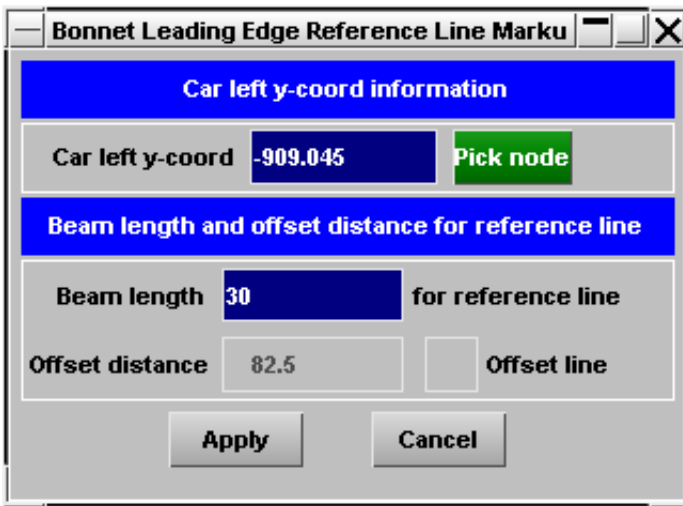 Bonnet Leading Edge Reference Line Marku
Car left y-coord information
Car left y-coord -909.045 Pick node
Beam length and offset distance for reference line
Beam length 30 for reference line
Offset distance 82.5 Offset line
Apply Cancel